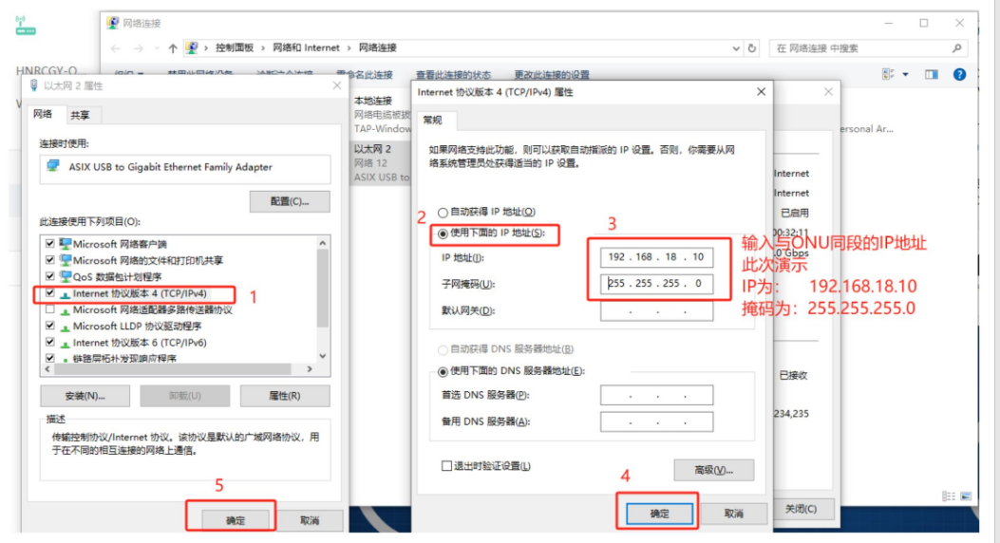 网络连接
控制面板 › 网络和 Internet › 网络连接
在 网络连接 中搜索
HNRCGY-O...
组织 禁用此网络设备 诊断这个连接 重命名此连接 查看此连接的状态 更改此连接的设置
以太网 2 属性
网络 共享
连接时使用:
ASIX USB to Gigabit Ethernet Family Adapter
配置(C)...
此连接使用下列项目(O):
Microsoft 网络客户端
Microsoft 网络的文件和打印机共享
QoS 数据包计划程序
Internet 协议版本 4 (TCP/IPv4)
1
Microsoft 网络适配器多路传送器协议
Microsoft LLDP 协议驱动程序
Internet 协议版本 6 (TCP/IPv6)
链路层拓扑发现响应程序
安装(N)...
卸载(U)
属性(R)
描述
传输控制协议/Internet 协议。该协议是默认的广域网络协议，用
于在不同的相互连接的网络上通信。
5
确定
取消
本地连接
网络电缆被拔
TAP-Window
以太网 2
网络 12
ASIX USB to
Internet 协议版本 4 (TCP/IPv4) 属性
常规
如果网络支持此功能，则可以获取自动指派的 IP 设置。否则，你需要从网
络系统管理员处获得适当的 IP 设置。
自动获得 IP 地址(O)
2
使用下面的 IP 地址(S):
3
IP 地址(I):
192 . 168 . 18 . 10
子网掩码(U):
255 . 255 . 255 . 0
默认网关(D):
自动获得 DNS 服务器地址(B)
使用下面的 DNS 服务器地址(E):
首选 DNS 服务器(P):
备用 DNS 服务器(A):
退出时验证设置(L)
高级(V)...
4
确定
取消
ersonal Ar...
Internet
Internet
已启用
00:32:11
.0 Gbps
输入与ONU同段的IP地址
此次演示
IP为： 192.168.18.10
掩码为：255.255.255.0
已接收
234,235
关闭(C)